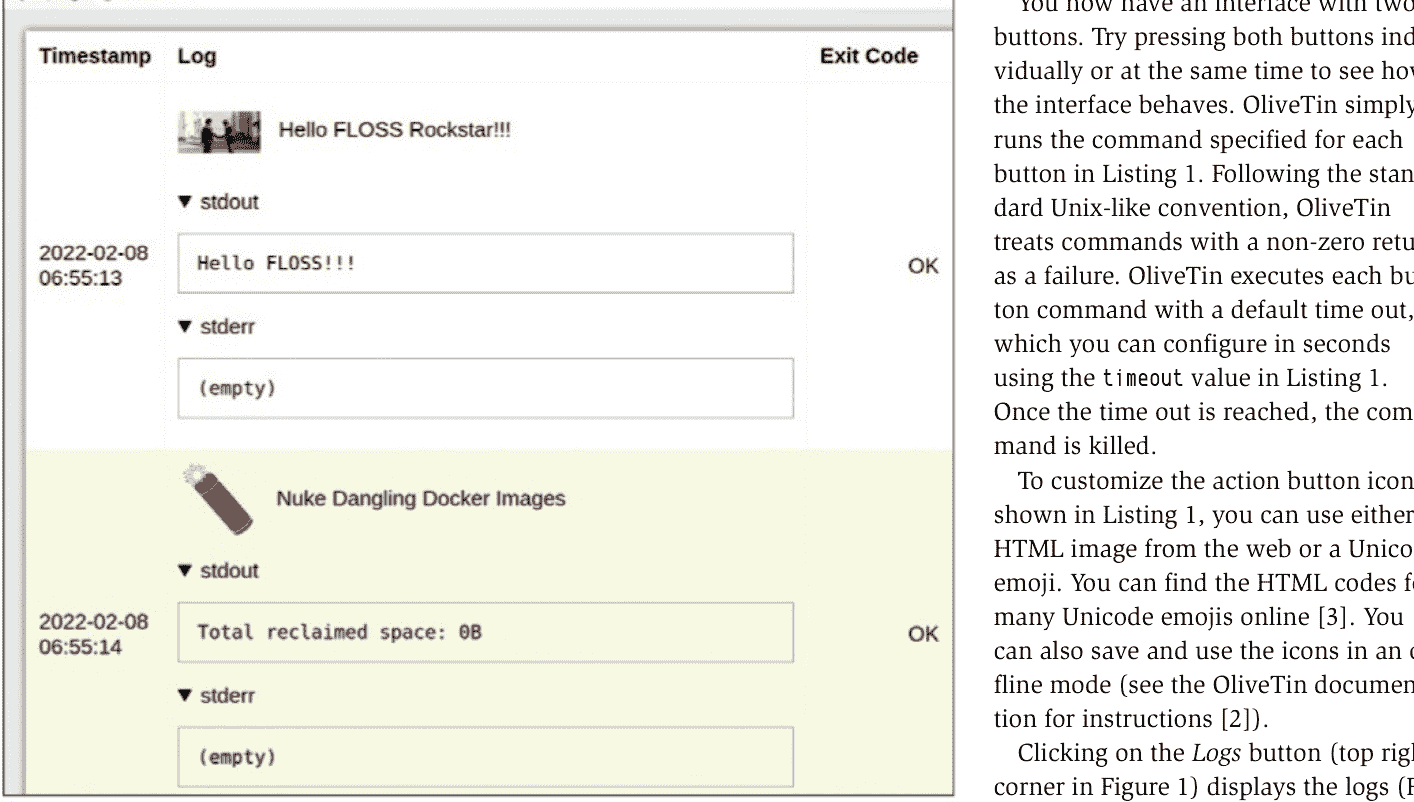 Timestamp Log Exit Code
Hello FLOSS Rockstar!!!
▼ stdout
2022-02-08
06:55:13
Hello FLOSS!!!
OK
▼ stderr
(empty)
Nuke Dangling Docker Images
▼ stdout
2022-02-08
06:55:14
Total reclaimed space: 0B
OK
▼ stderr
(empty)
You now have an interface with two
buttons. Try pressing both buttons ind
vidually or at the same time to see how
the interface behaves. OliveTin simply
runs the command specified for each
button in Listing 1. Following the stan
dard Unix-like convention, OliveTin
treats commands with a non-zero retu
as a failure. OliveTin executes each bu
ton command with a default time out,
which you can configure in seconds
using the timeout value in Listing 1.
Once the time out is reached, the com
mand is killed.
To customize the action button icon
shown in Listing 1, you can use either
HTML image from the web or a Unico
emoji. You can find the HTML codes f
many Unicode emojis online [3]. You
can also save and use the icons in an o
fline mode (see the OliveTin documen
tion for instructions [2]).
Clicking on the Logs button (top righ
corner in Figure 1) displays the logs (F